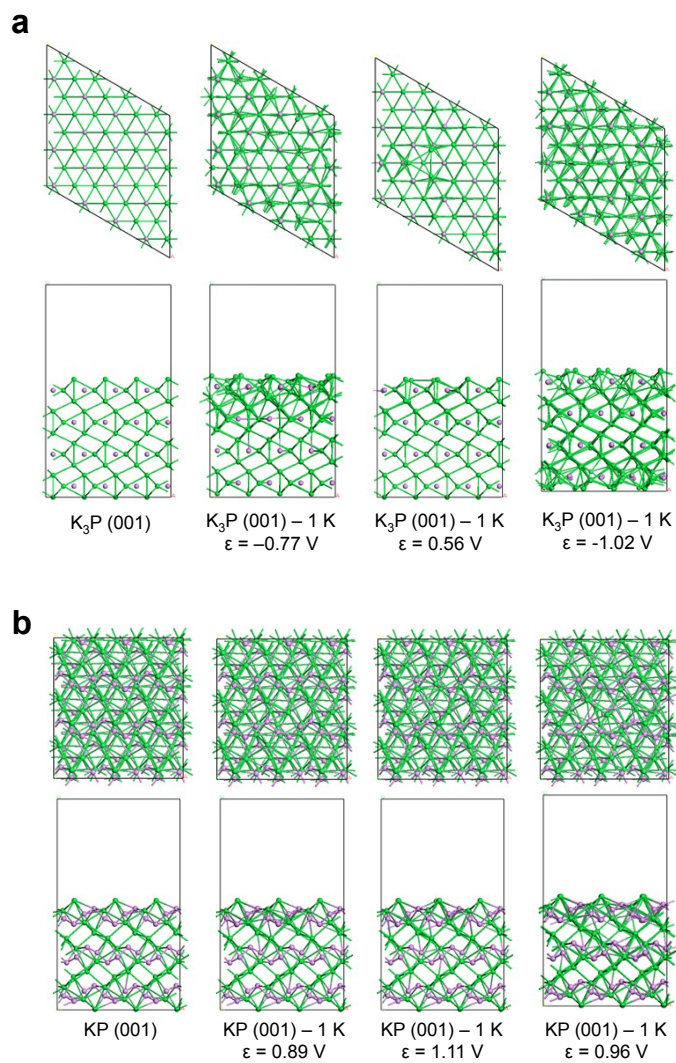 a
K₃P (001)
K₃P (001) – 1 K
ε = –0.77 V
K₃P (001) – 1 K
ε = 0.56 V
K₃P (001) – 1 K
ε = -1.02 V
b
KP (001)
KP (001) – 1 K
ε = 0.89 V
KP (001) – 1 K
ε = 1.11 V
KP (001) – 1 K
ε = 0.96 V